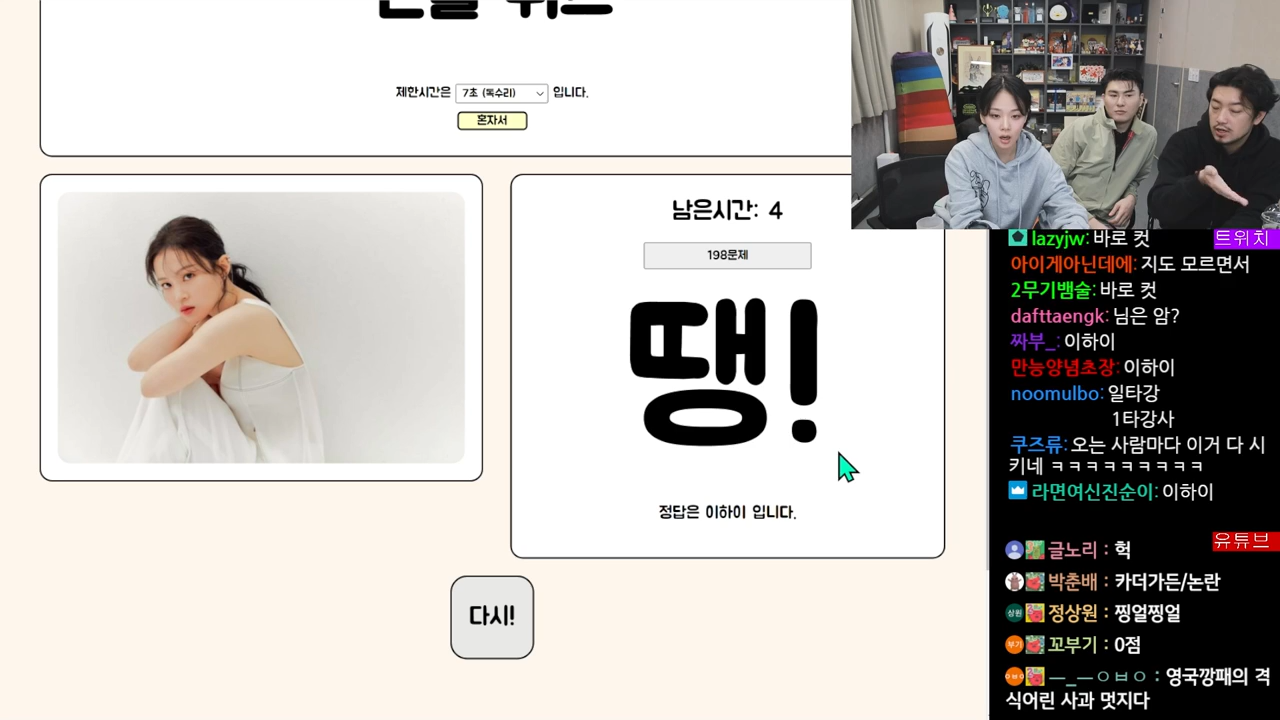 제한시간은 7초 (독수리) 입니다.
혼자서
남은시간: 4
198문제
땡!
정답은 이하이 입니다.
다시!
트위치
lazyjw: 바로 컷
아이게아닌데에: 지도 모르면서
2무기뱀술: 바로 컷
dafttaengk: 님은 암?
짜부_: 이하이
만능양념초장: 이하이
noomulbo: 일타강
1타강사
쿠즈류: 오는 사람마다 이거 다 시
키네 ㅋㅋㅋㅋㅋㅋㅋㅋㅋ
라면여신진순이: 이하이
유튜브
글노리 : 헉
박춘배 : 카더가든/논란
상원 정상원 : 찡얼찡얼
부기 꼬부기 : 0점
ㅇㅂㅇ ㅡ_ㅡㅇㅂㅇ : 영국깡패의 격
식어린 사과 멋지다